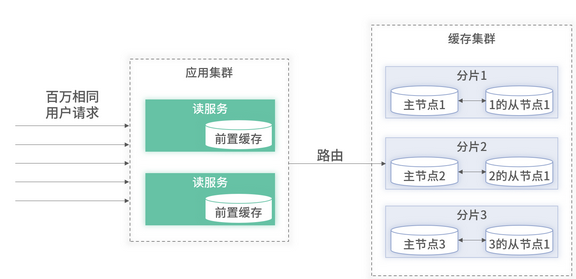 百万相同
用户请求
应用集群
读服务
前置缓存
读服务
前置缓存
路由
缓存集群
分片1
主节点1
1的从节点1
分片2
主节点2
2的从节点1
分片3
主节点3
3的从节点1